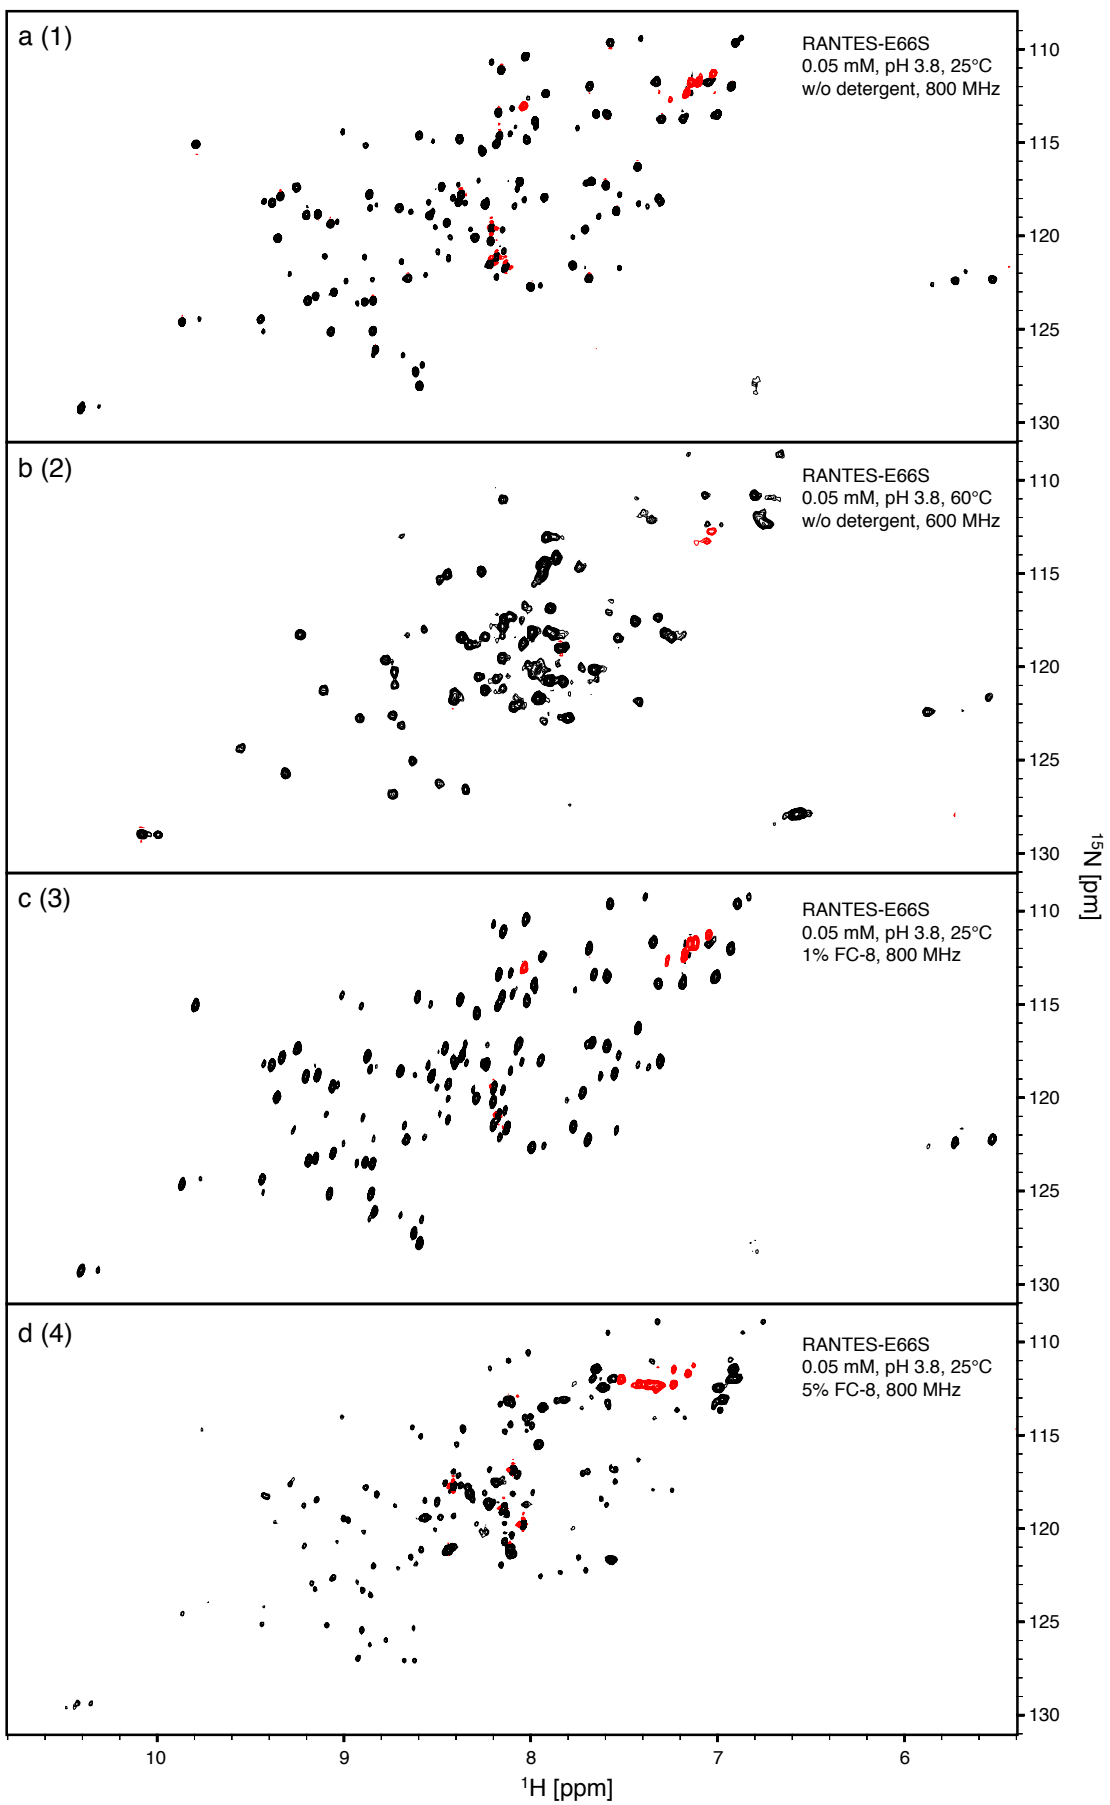 a (1)
RANTES-E66S
0.05 mM, pH 3.8, 25°C
w/o detergent, 800 MHz
110
115
120
125
130
b (2)
RANTES-E66S
0.05 mM, pH 3.8, 60°C
w/o detergent, 600 MHz
110
115
120
125
130
c (3)
RANTES-E66S
0.05 mM, pH 3.8, 25°C
1% FC-8, 800 MHz
110
115
120
125
130
d (4)
RANTES-E66S
0.05 mM, pH 3.8, 25°C
5% FC-8, 800 MHz
110
115
120
125
130
¹⁵N [pm]
10 9 8 7 6
¹H [ppm]